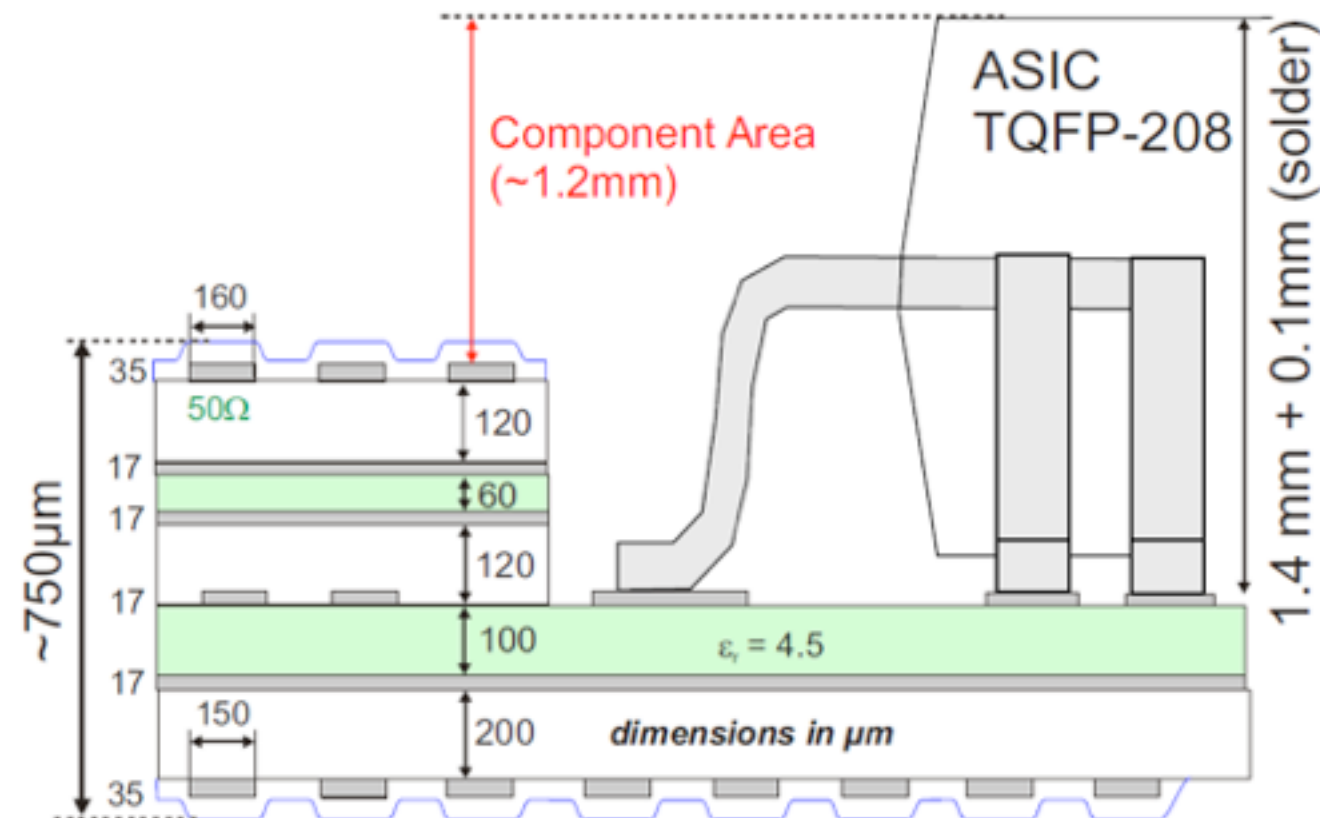 ASIC
TQFP-208
Component Area
(~1.2mm)
1.4 mm + 0.1mm (solder)
160
35
50Ω
120
17
60
17
120
17
~750µm
100
εr = 4.5
17
150
200
dimensions in µm
35